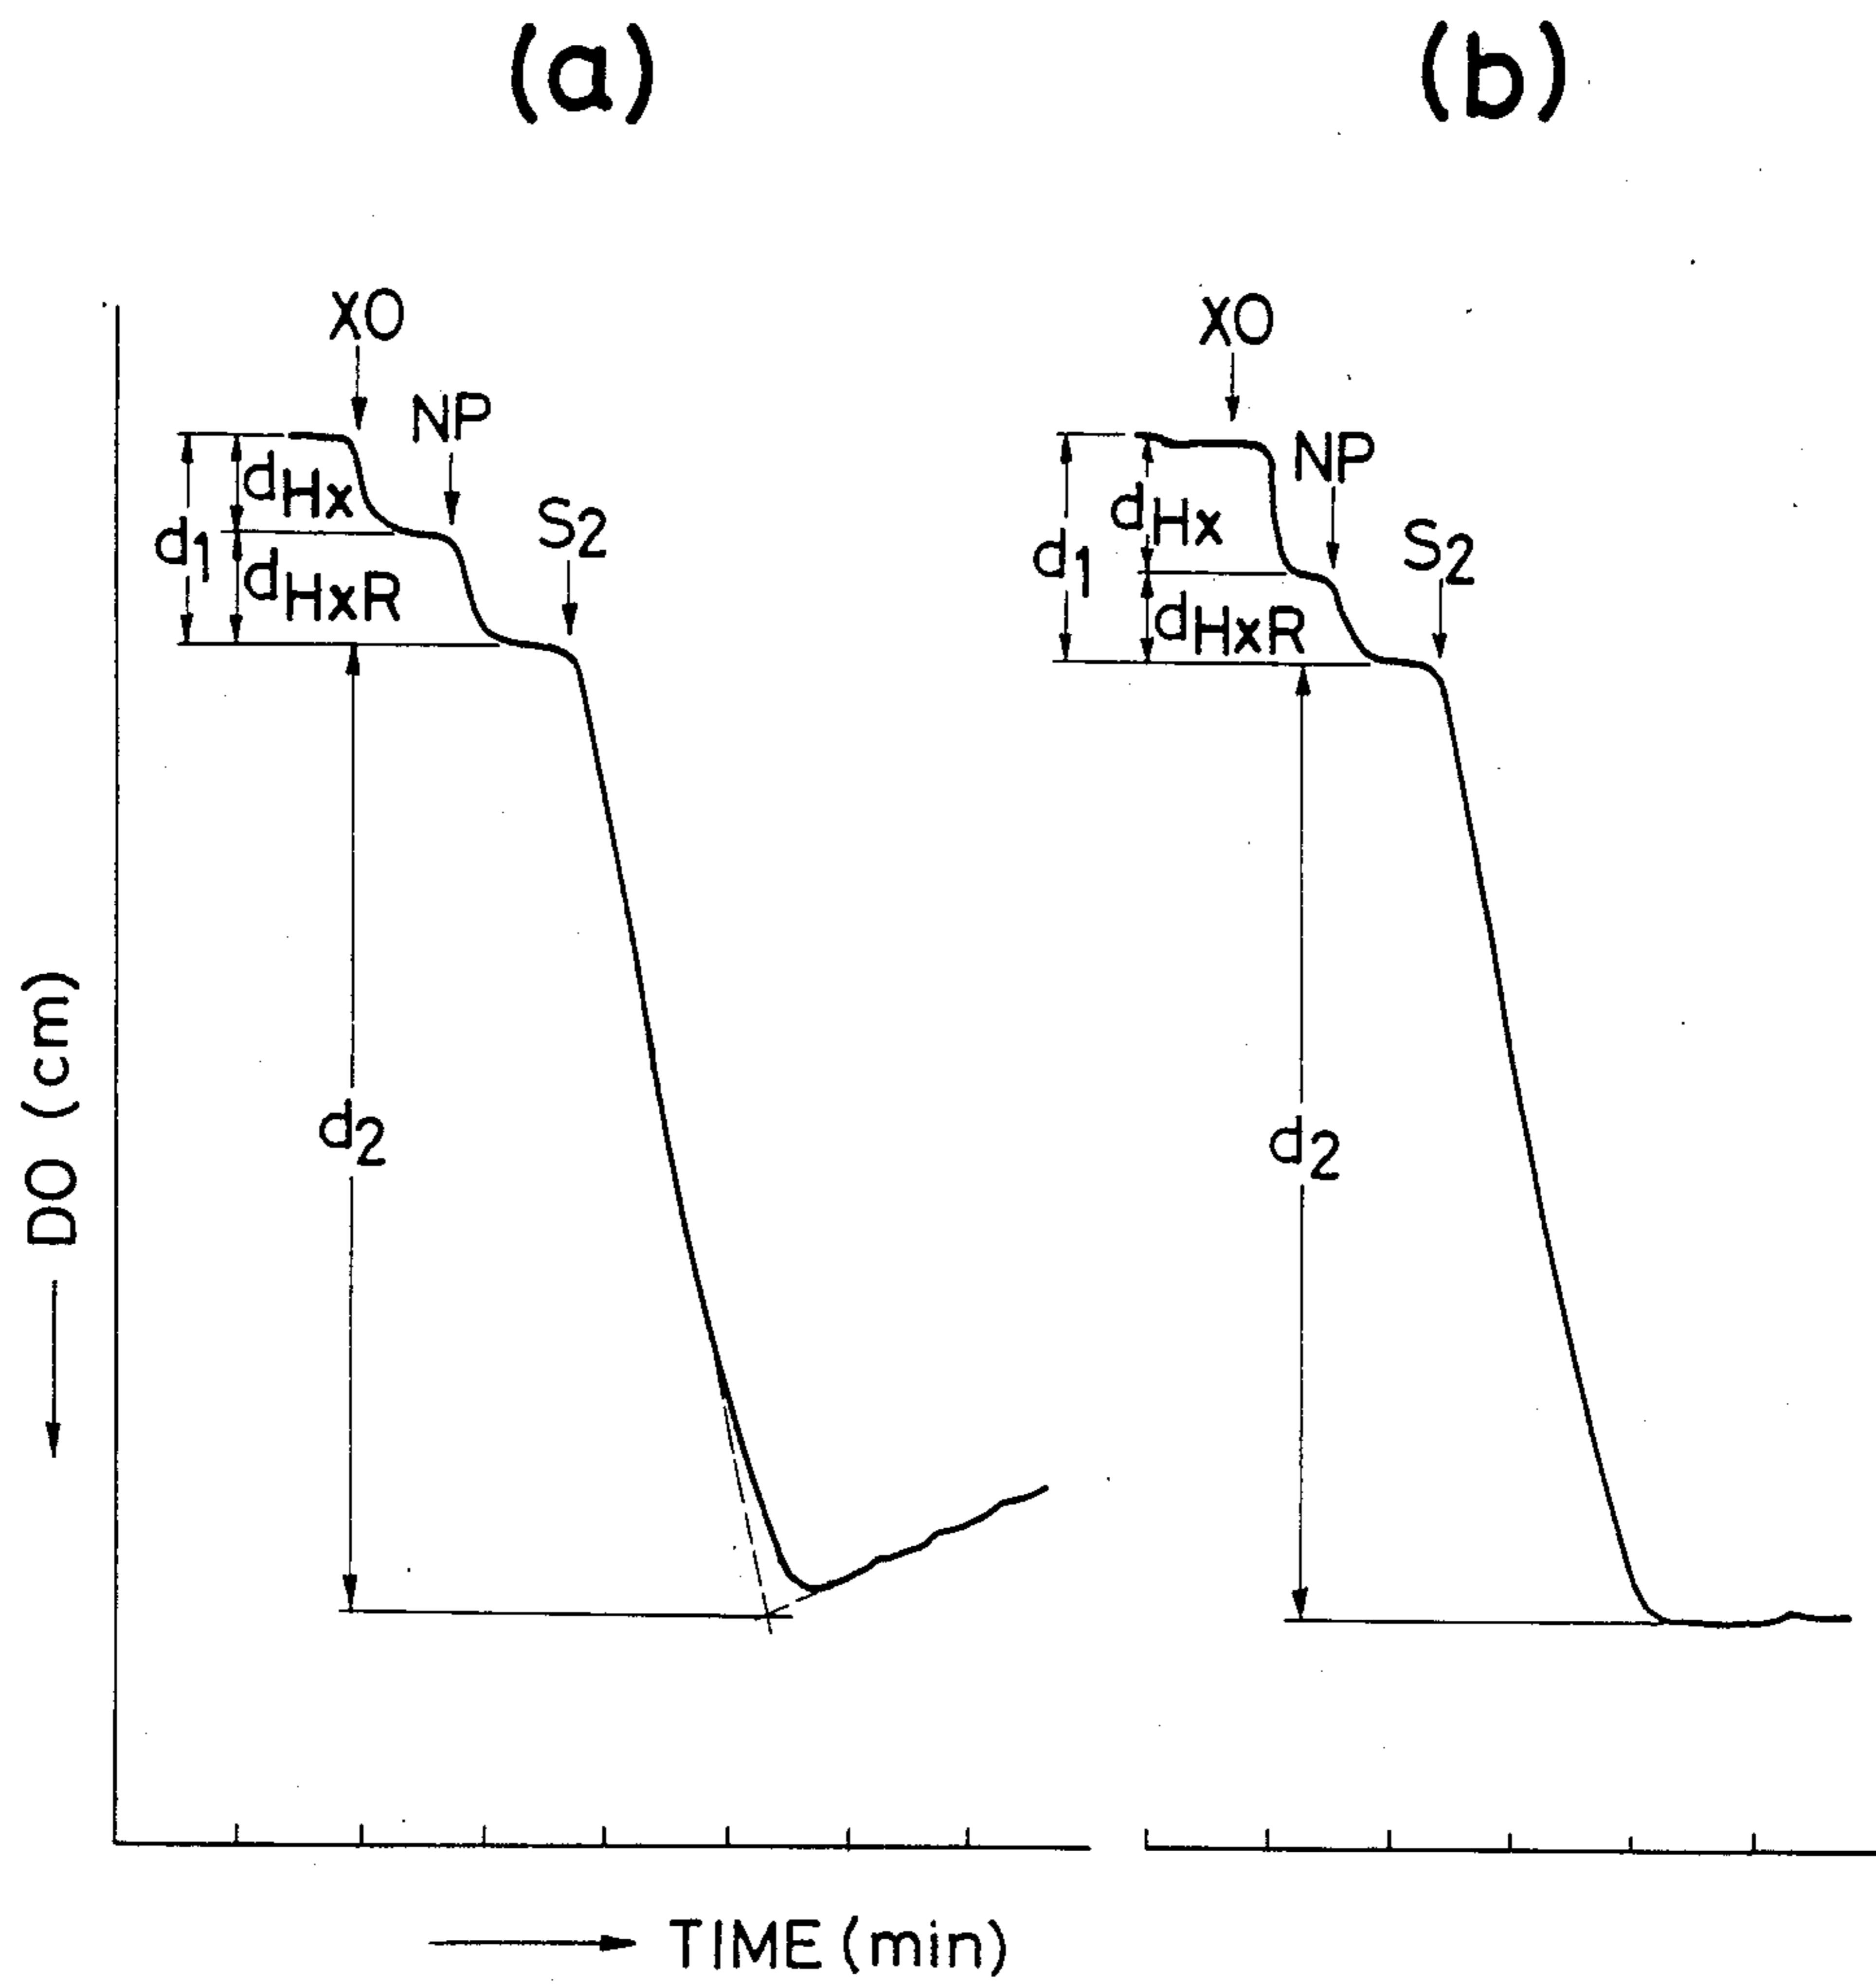 (a)
XO
NP
S2
dHx
d1
dHxR
d2
(b)
XO
NP
S2
dHx
d1
dHxR
d2
DO (cm)
TIME (min)